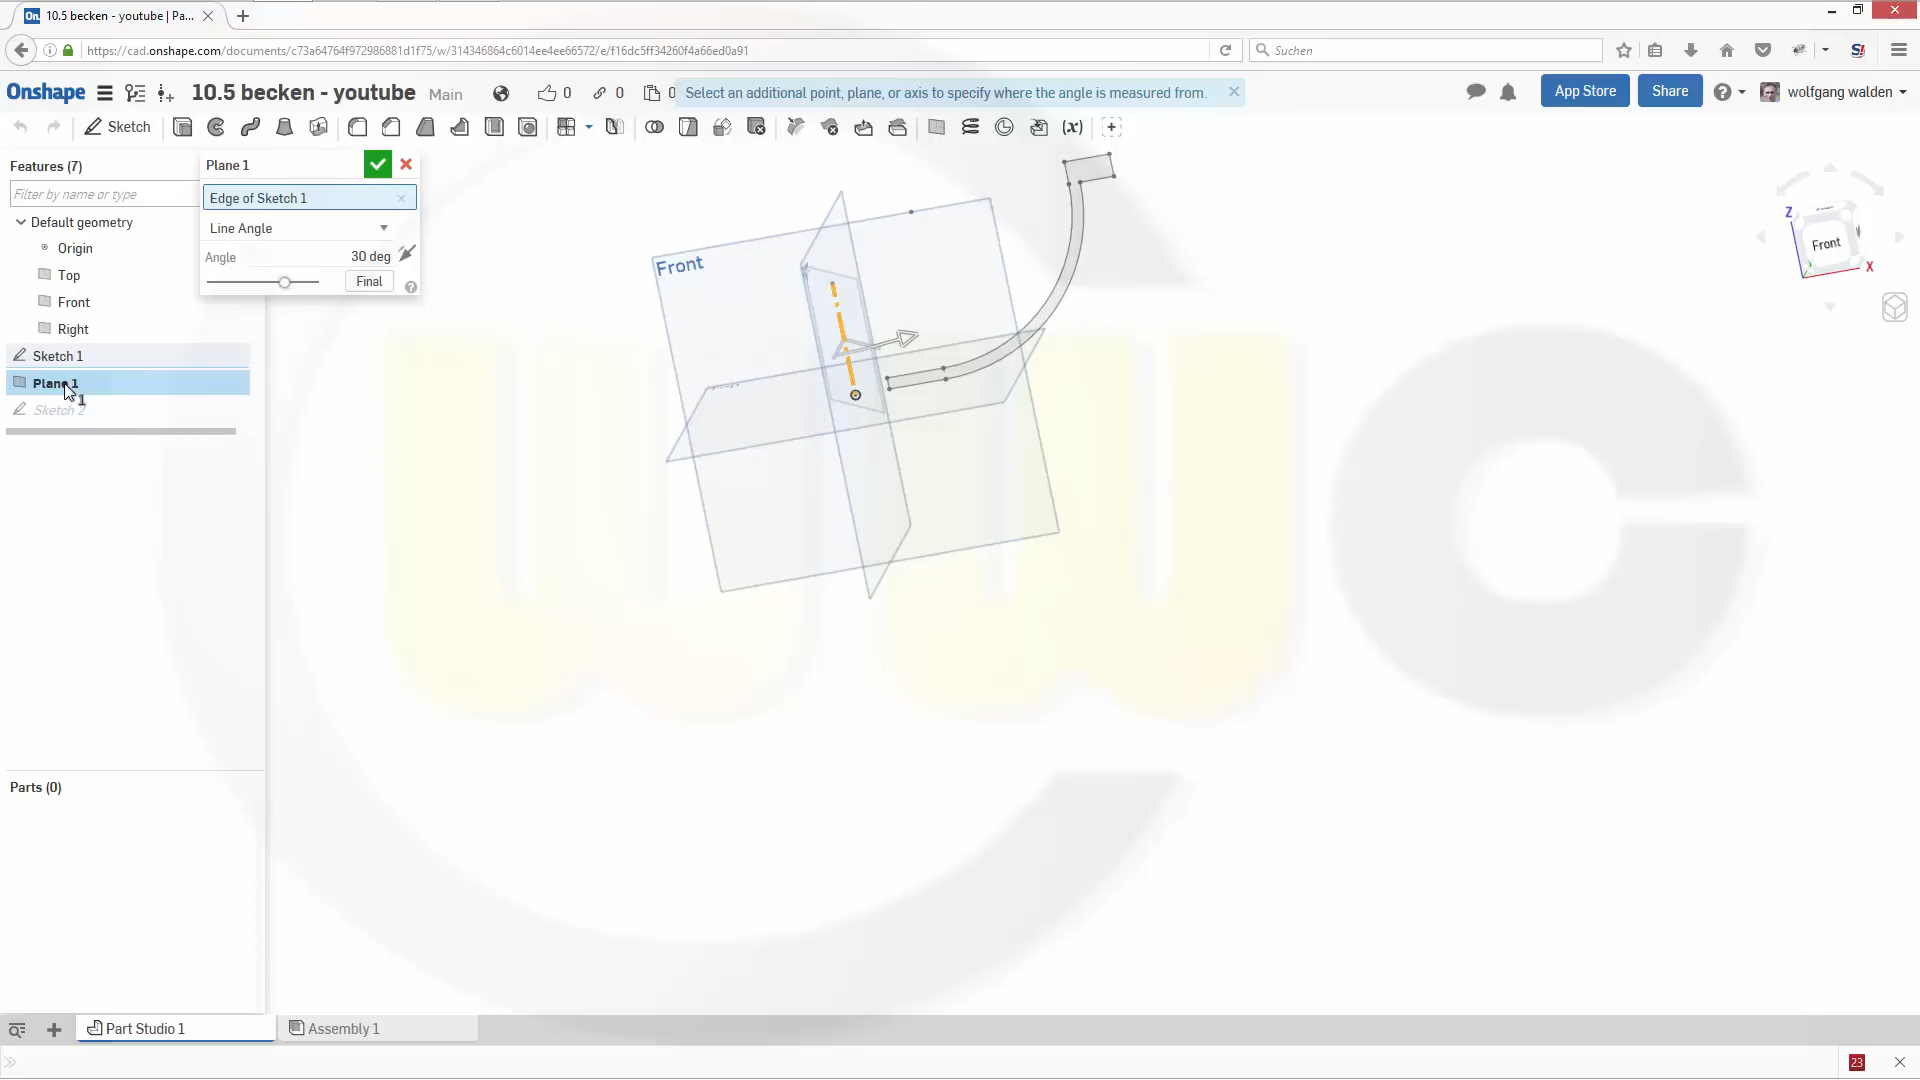 10.5 becken - youtube | Pa...
https://cad.onshape.com/documents/c73a64764f972986881d1f75/w/314346864c6014ee4ee66572/e/f16dc5ff34260f4a66ed0a91
Suchen
Onshape
10.5 becken - youtube Main
0
0
0
Select an additional point, plane, or axis to specify where the angle is measured from.
App Store
Share
wolfgang walden
Sketch
(x)
Features (7)
Filter by name or type
Default geometry
Origin
Top
Front
Right
Sketch 1
Plane 1
Sketch 2
1
Plane 1
Edge of Sketch 1
Line Angle
Angle 30 deg
Final
Front
Z
Front
X
wwc
Parts (0)
Part Studio 1
Assembly 1
23